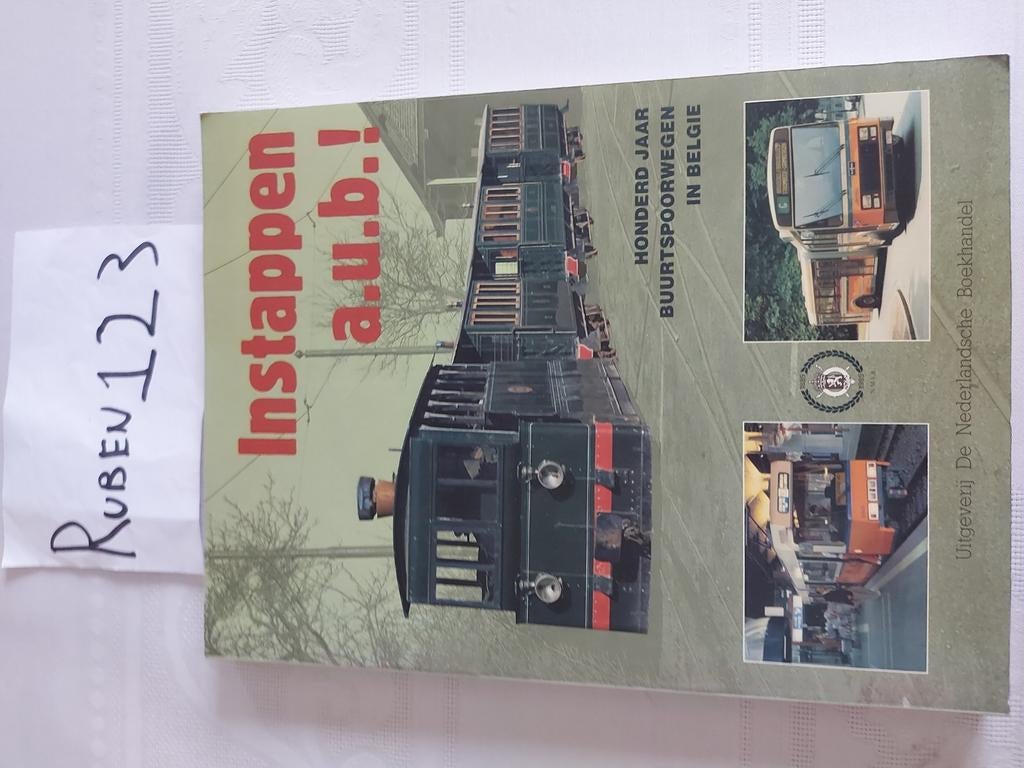 RUBEN123
Instappen
a.u.b.!
HONDERD JAAR
BUURTSPOORWEGEN
IN BELGIE
Uitgeverij De Nederlandsche Boekhandel